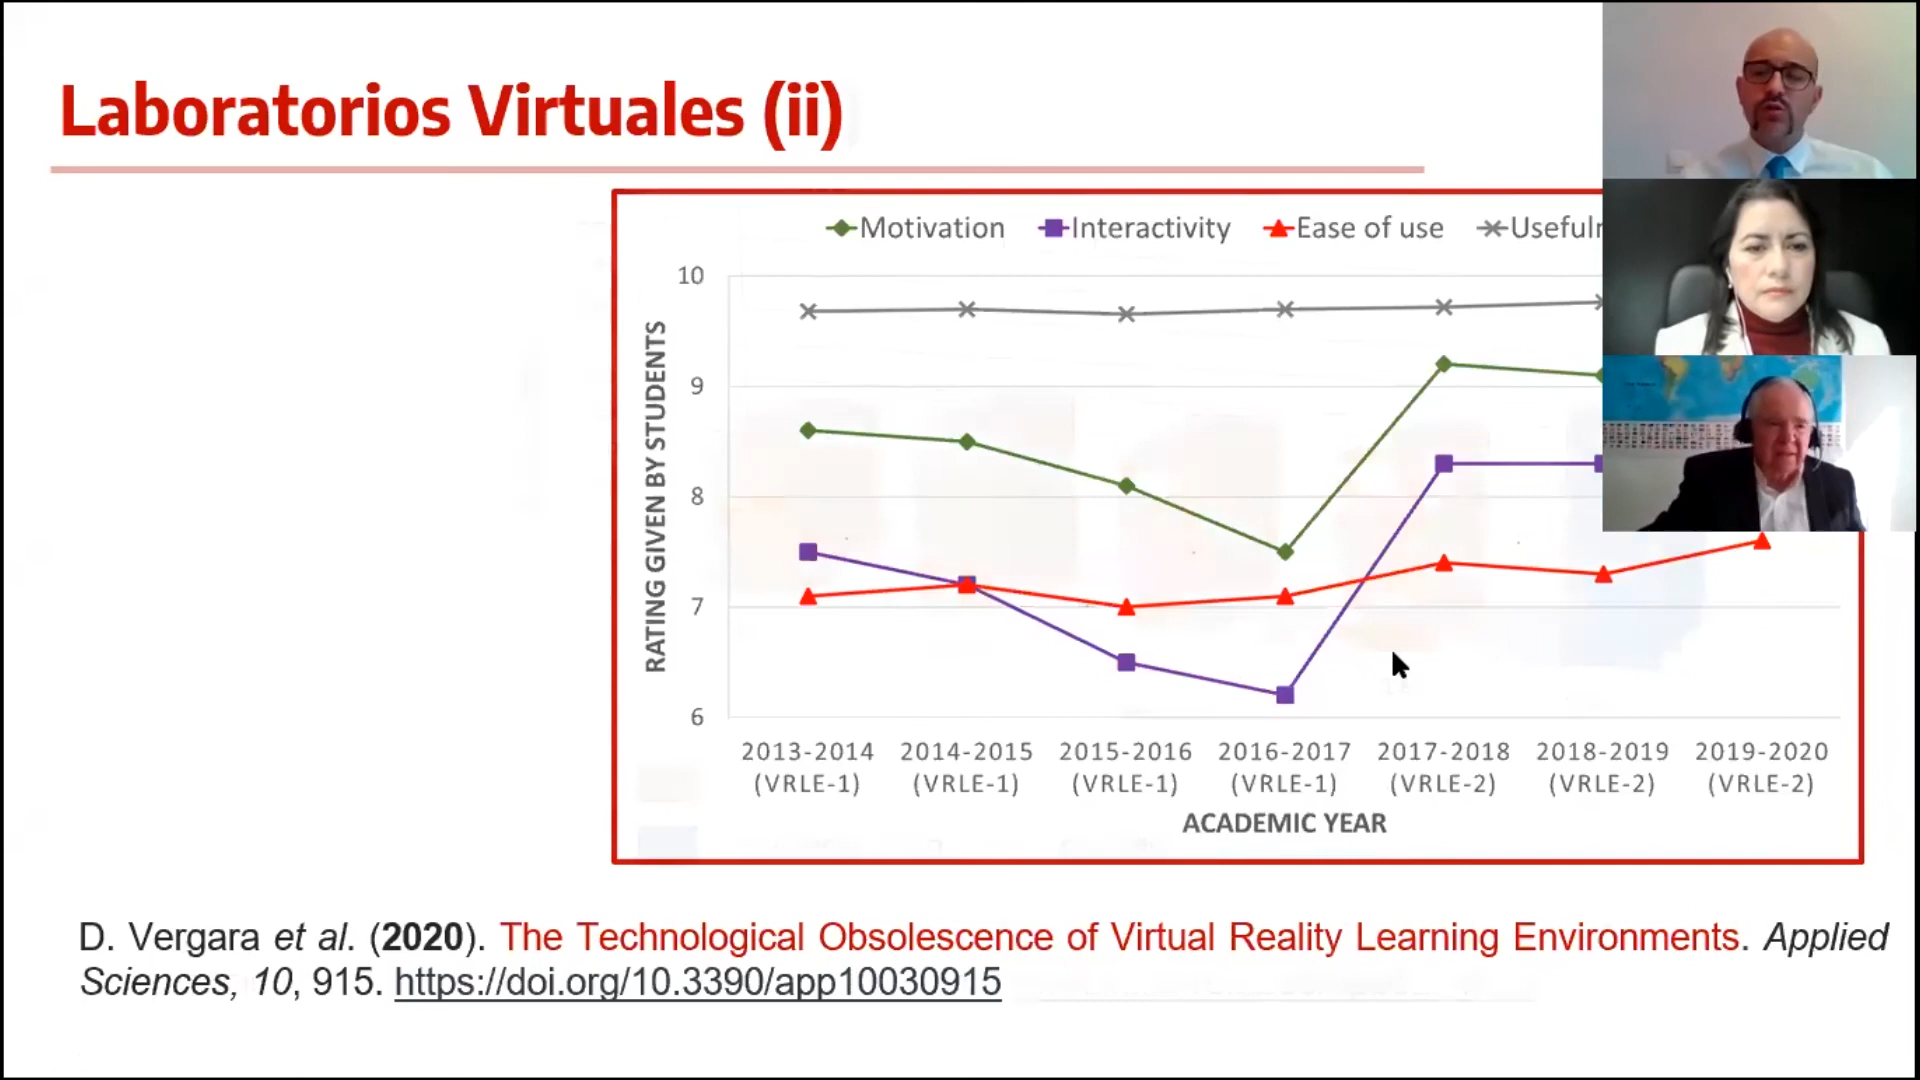 Laboratorios Virtuales (ii)
Motivation Interactivity Ease of use
10
9
8
7
6
RATING GIVEN BY STUDENTS
2013-2014 2014-2015 2015-2016 2016-2017 2017-2018 2018-2019 2019-2020
(VRLE-1) (VRLE-1) (VRLE-1) (VRLE-1) (VRLE-2) (VRLE-2) (VRLE-2)
ACADEMIC YEAR
D. Vergara et al. (2020). The Technological Obsolescence of Virtual Reality Learning Environments. Applied
Sciences, 10, 915. https://doi.org/10.3390/app10030915